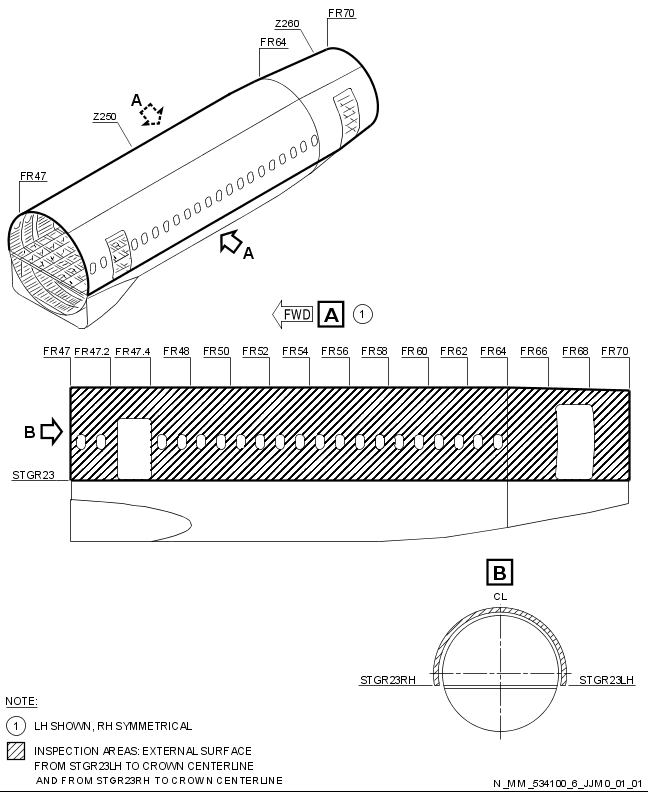 FR70
Z260
FR64
A
Z250
FR47
A
FWD A 1
FR47 FR47.2 FR47.4 FR48 FR50 FR52 FR54 FR56 FR58 FR60 FR62 FR64 FR66 FR68 FR70
B
STGR23
B
CL
STGR23RH STGR23LH
NOTE:
1 LH SHOWN, RH SYMMETRICAL
INSPECTION AREAS: EXTERNAL SURFACE
FROM STGR23LH TO CROWN CENTERLINE
AND FROM STGR23RH TO CROWN CENTERLINE
N_MM_534100_6_JJM0_01_01